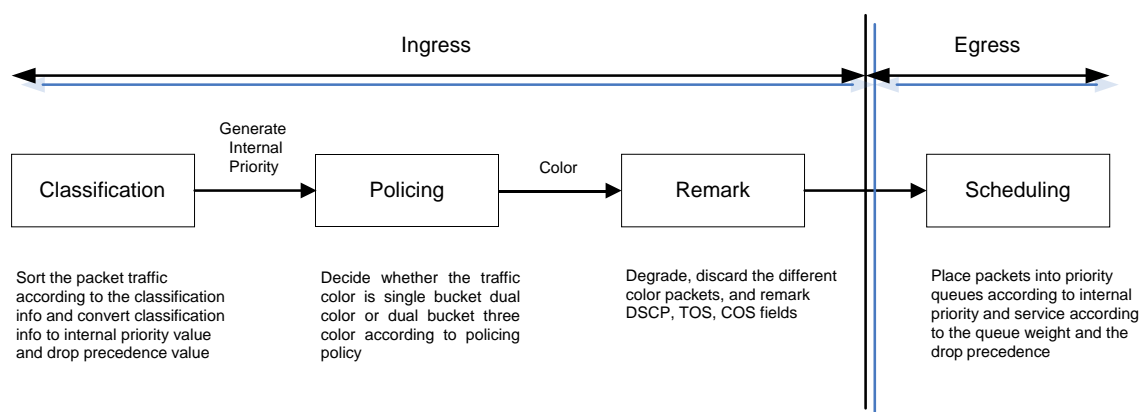 Ingress
Egress
Generate
Internal
Priority
Color
Classification
Policing
Remark
Scheduling
Sort the packet traffic
according to the classification
info and convert classification
info to internal priority value
and drop precedence value
Decide whether the traffic
color is single bucket dual
color or dual bucket three
color according to policing
policy
Degrade, discard the different
color packets, and remark
DSCP, TOS, COS fields
Place packets into priority
queues according to internal
priority and service according
to the queue weight and the
drop precedence